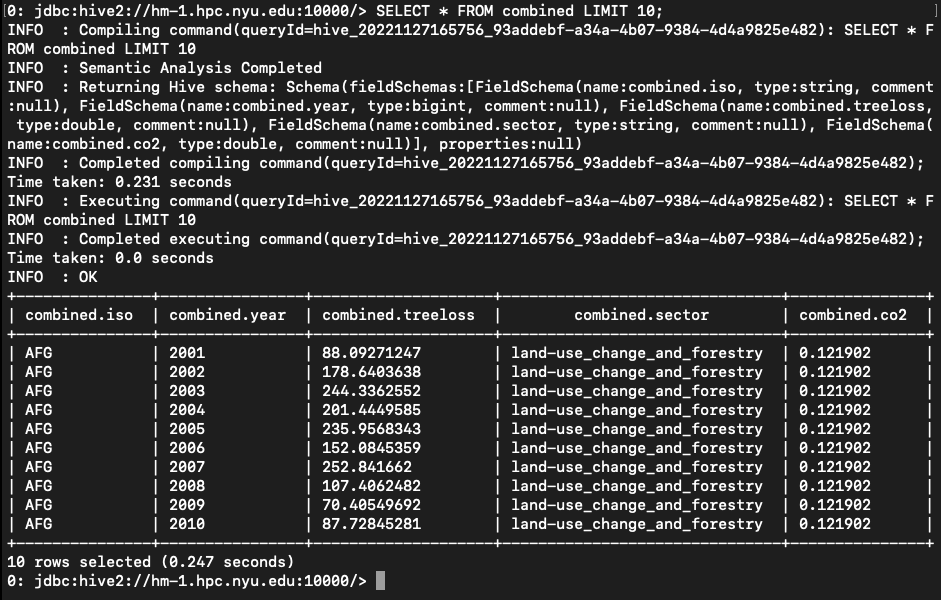 [0: jdbc:hive2://hm-1.hpc.nyu.edu:10000/> SELECT * FROM combined LIMIT 10; ]
INFO  : Compiling command(queryId=hive_20221127165756_93addebf-a34a-4b07-9384-4d4a9825e482): SELECT * F
ROM combined LIMIT 10
INFO  : Semantic Analysis Completed
INFO  : Returning Hive schema: Schema(fieldSchemas:[FieldSchema(name:combined.iso, type:string, comment
:null), FieldSchema(name:combined.year, type:bigint, comment:null), FieldSchema(name:combined.treeloss,
 type:double, comment:null), FieldSchema(name:combined.sector, type:string, comment:null), FieldSchema(
name:combined.co2, type:double, comment:null)], properties:null)
INFO  : Completed compiling command(queryId=hive_20221127165756_93addebf-a34a-4b07-9384-4d4a9825e482);
Time taken: 0.231 seconds
INFO  : Executing command(queryId=hive_20221127165756_93addebf-a34a-4b07-9384-4d4a9825e482): SELECT * F
ROM combined LIMIT 10
INFO  : Completed executing command(queryId=hive_20221127165756_93addebf-a34a-4b07-9384-4d4a9825e482);
Time taken: 0.0 seconds
INFO  : OK
+---------------+----------------+--------------------+-------------------------------+---------------+
| combined.iso  | combined.year  | combined.treeloss  |        combined.sector        | combined.co2  |
+---------------+----------------+--------------------+-------------------------------+---------------+
| AFG           | 2001           | 88.09271247        | land-use_change_and_forestry  | 0.121902      |
| AFG           | 2002           | 178.6403638        | land-use_change_and_forestry  | 0.121902      |
| AFG           | 2003           | 244.3362552        | land-use_change_and_forestry  | 0.121902      |
| AFG           | 2004           | 201.4449585        | land-use_change_and_forestry  | 0.121902      |
| AFG           | 2005           | 235.9568343        | land-use_change_and_forestry  | 0.121902      |
| AFG           | 2006           | 152.0845359        | land-use_change_and_forestry  | 0.121902      |
| AFG           | 2007           | 252.841662         | land-use_change_and_forestry  | 0.121902      |
| AFG           | 2008           | 107.4062482        | land-use_change_and_forestry  | 0.121902      |
| AFG           | 2009           | 70.40549692        | land-use_change_and_forestry  | 0.121902      |
| AFG           | 2010           | 87.72845281        | land-use_change_and_forestry  | 0.121902      |
+---------------+----------------+--------------------+-------------------------------+---------------+
10 rows selected (0.247 seconds)
0: jdbc:hive2://hm-1.hpc.nyu.edu:10000/>